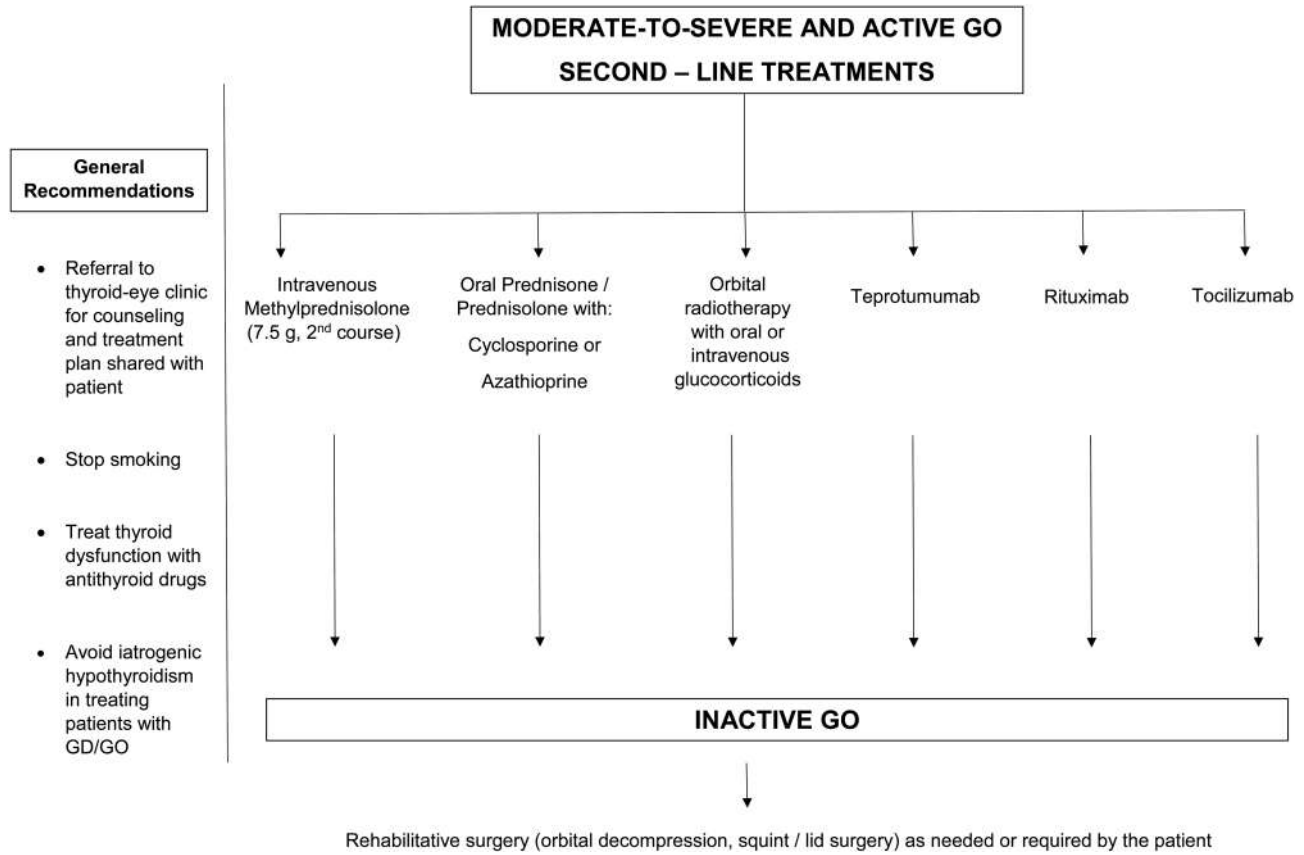 MODERATE-TO-SEVERE AND ACTIVE GO
SECOND – LINE TREATMENTS
General
Recommendations
• Referral to
thyroid-eye clinic
for counseling
and treatment
plan shared with
patient
• Stop smoking
• Treat thyroid
dysfunction with
antithyroid drugs
• Avoid iatrogenic
hypothyroidism
in treating
patients with
GD/GO
Intravenous
Methylprednisolone
(7.5 g, 2nd course)
Oral Prednisone /
Prednisolone with:
Cyclosporine or
Azathioprine
Orbital
radiotherapy
with oral or
intravenous
glucocorticoids
Teprotumumab
Rituximab
Tocilizumab
INACTIVE GO
Rehabilitative surgery (orbital decompression, squint / lid surgery) as needed or required by the patient